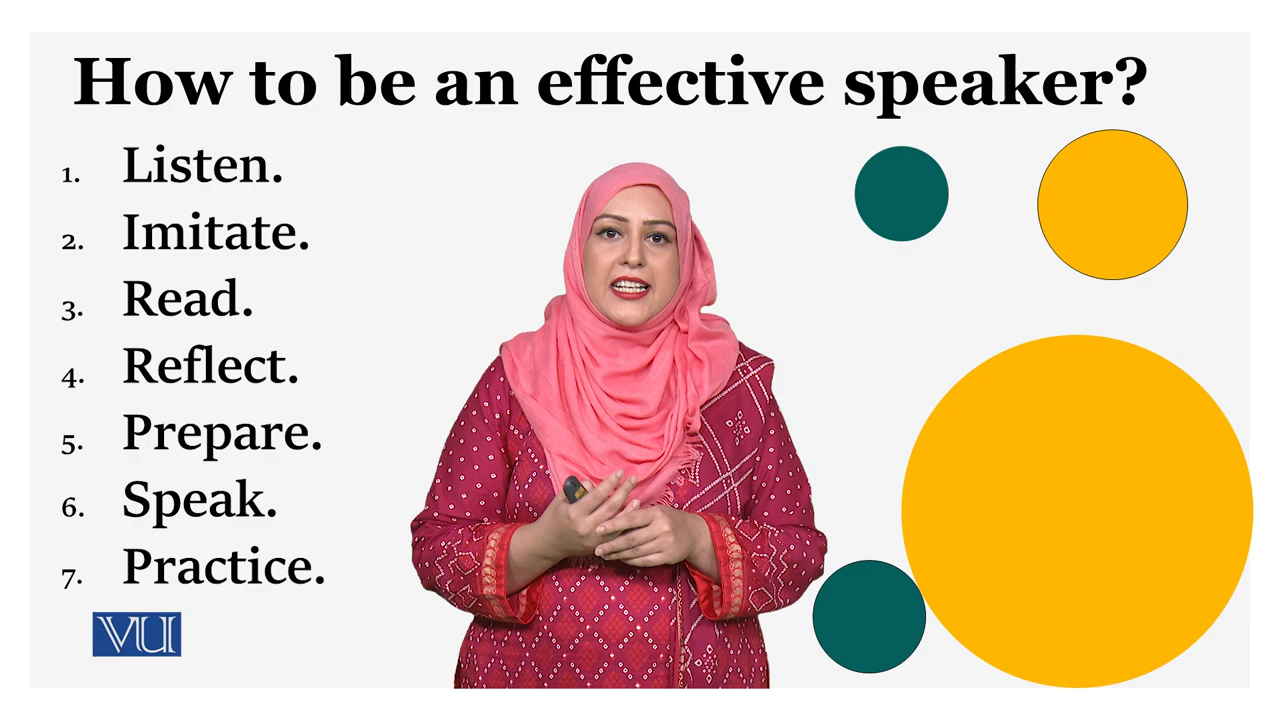 How to be an effective speaker?
1. Listen.
2. Imitate.
3. Read.
4. Reflect.
5. Prepare.
6. Speak.
7. Practice.
VU